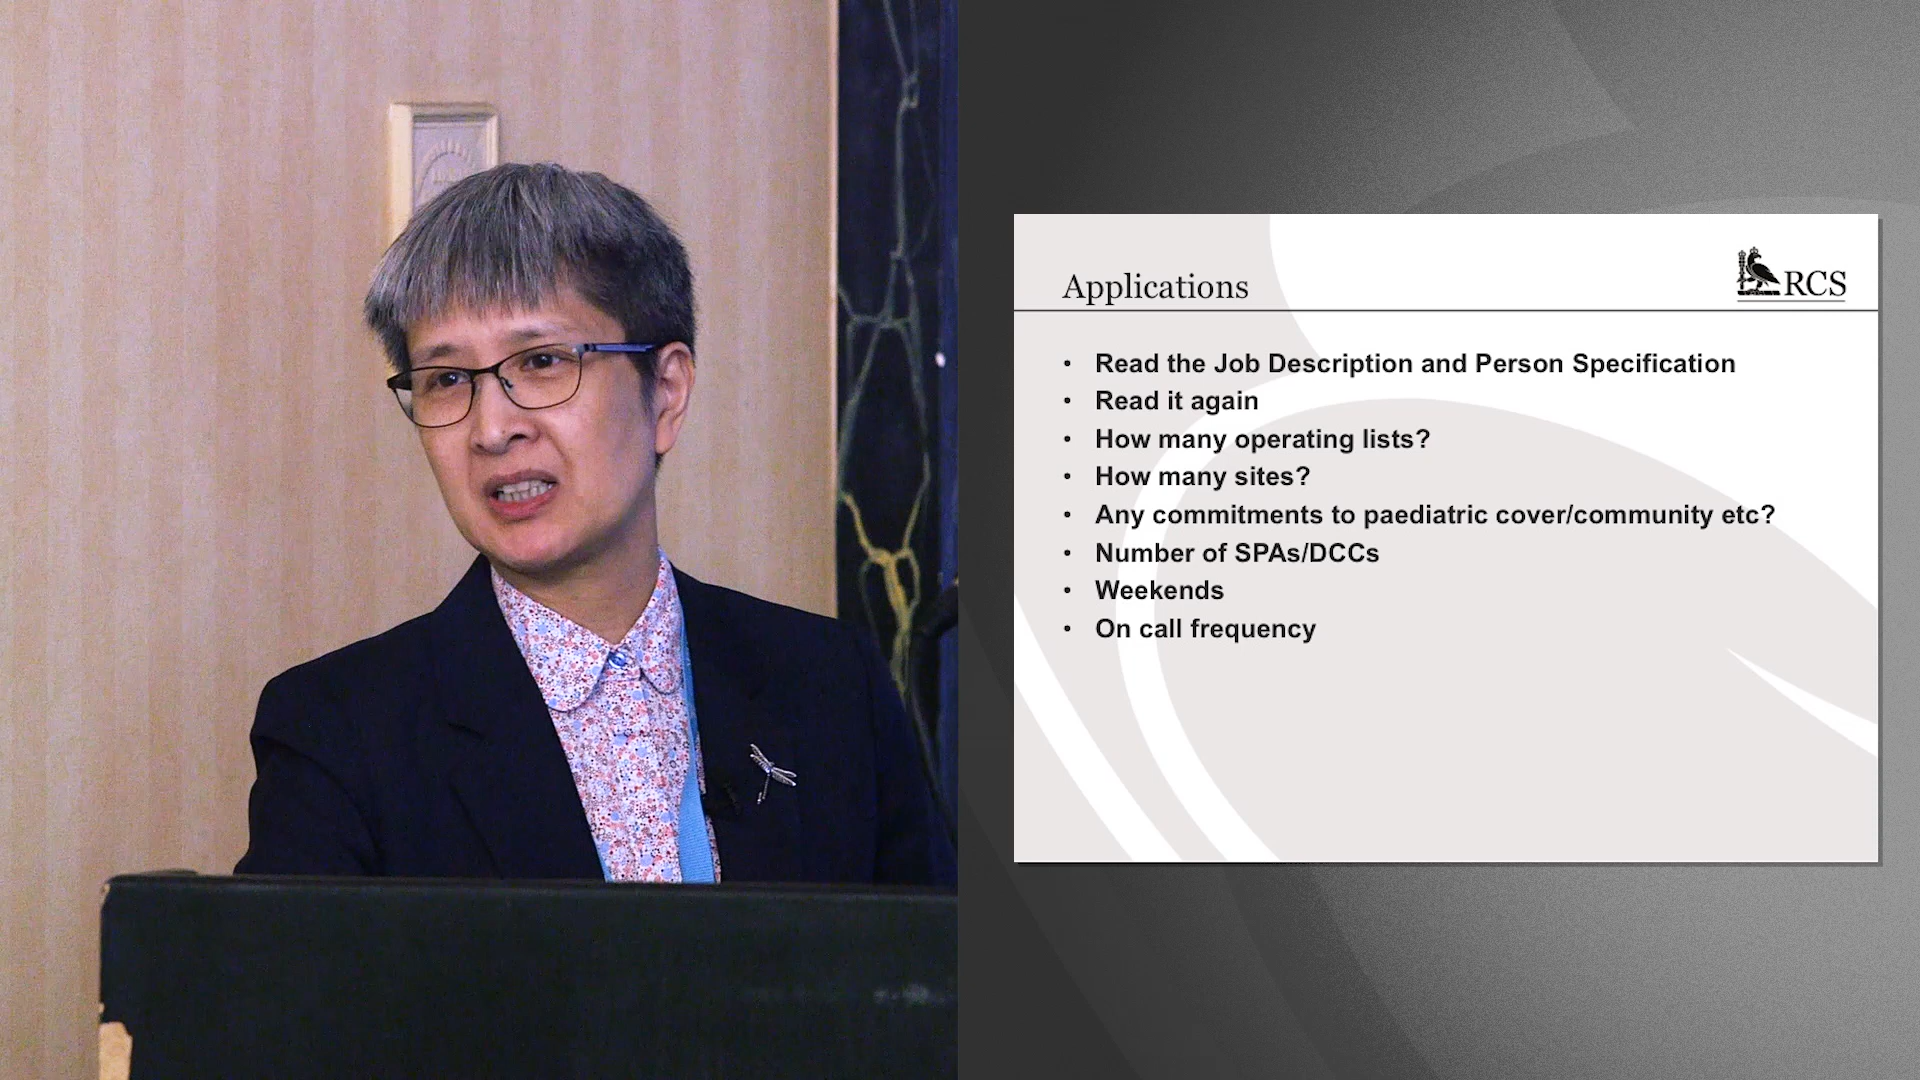 Applications
RCS
Read the Job Description and Person Specification
Read it again
How many operating lists?
How many sites?
Any commitments to paediatric cover/community etc?
Number of SPAs/DCCs
Weekends
On call frequency